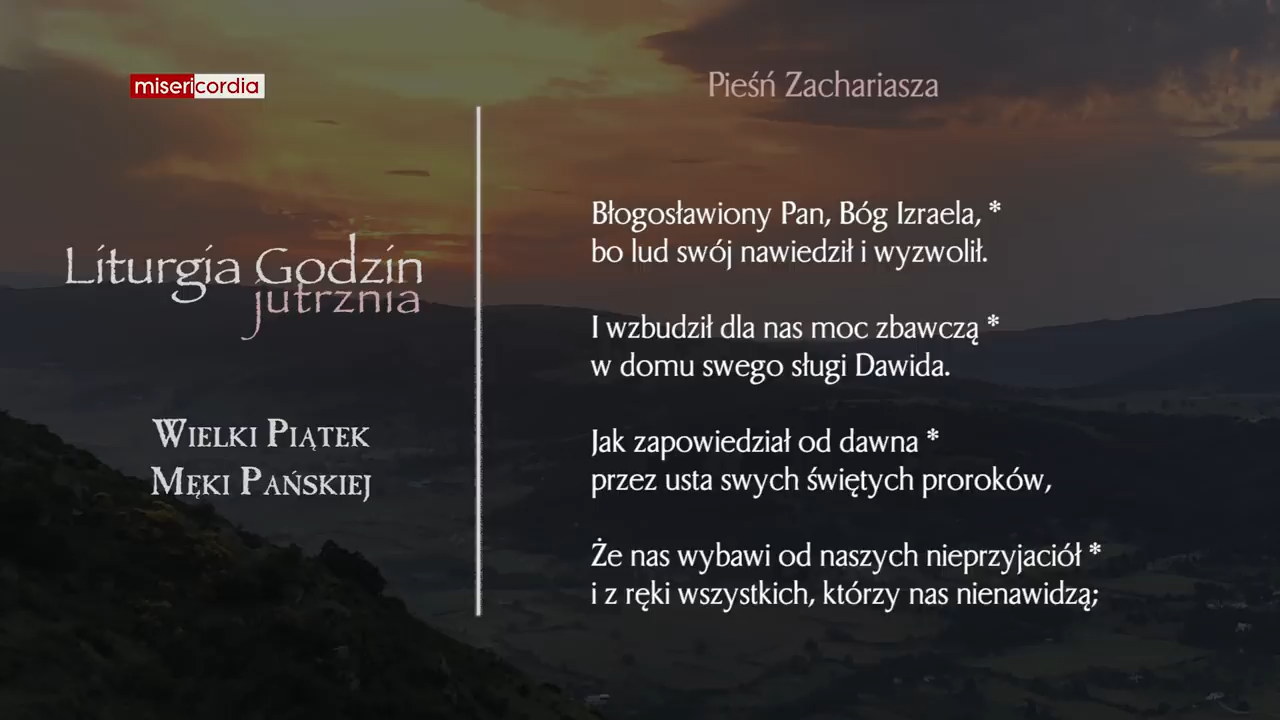 misericordia
Liturgia Godzin
jutrznia
Wielki Piątek
Męki Pańskiej
Pieśń Zachariasza
Błogosławiony Pan, Bóg Izraela, *
bo lud swój nawiedził i wyzwolił.
I wzbudził dla nas moc zbawczą *
w domu swego sługi Dawida.
Jak zapowiedział od dawna *
przez usta swych świętych proroków,
Że nas wybawi od naszych nieprzyjaciół *
i z ręki wszystkich, którzy nas nienawidzą;